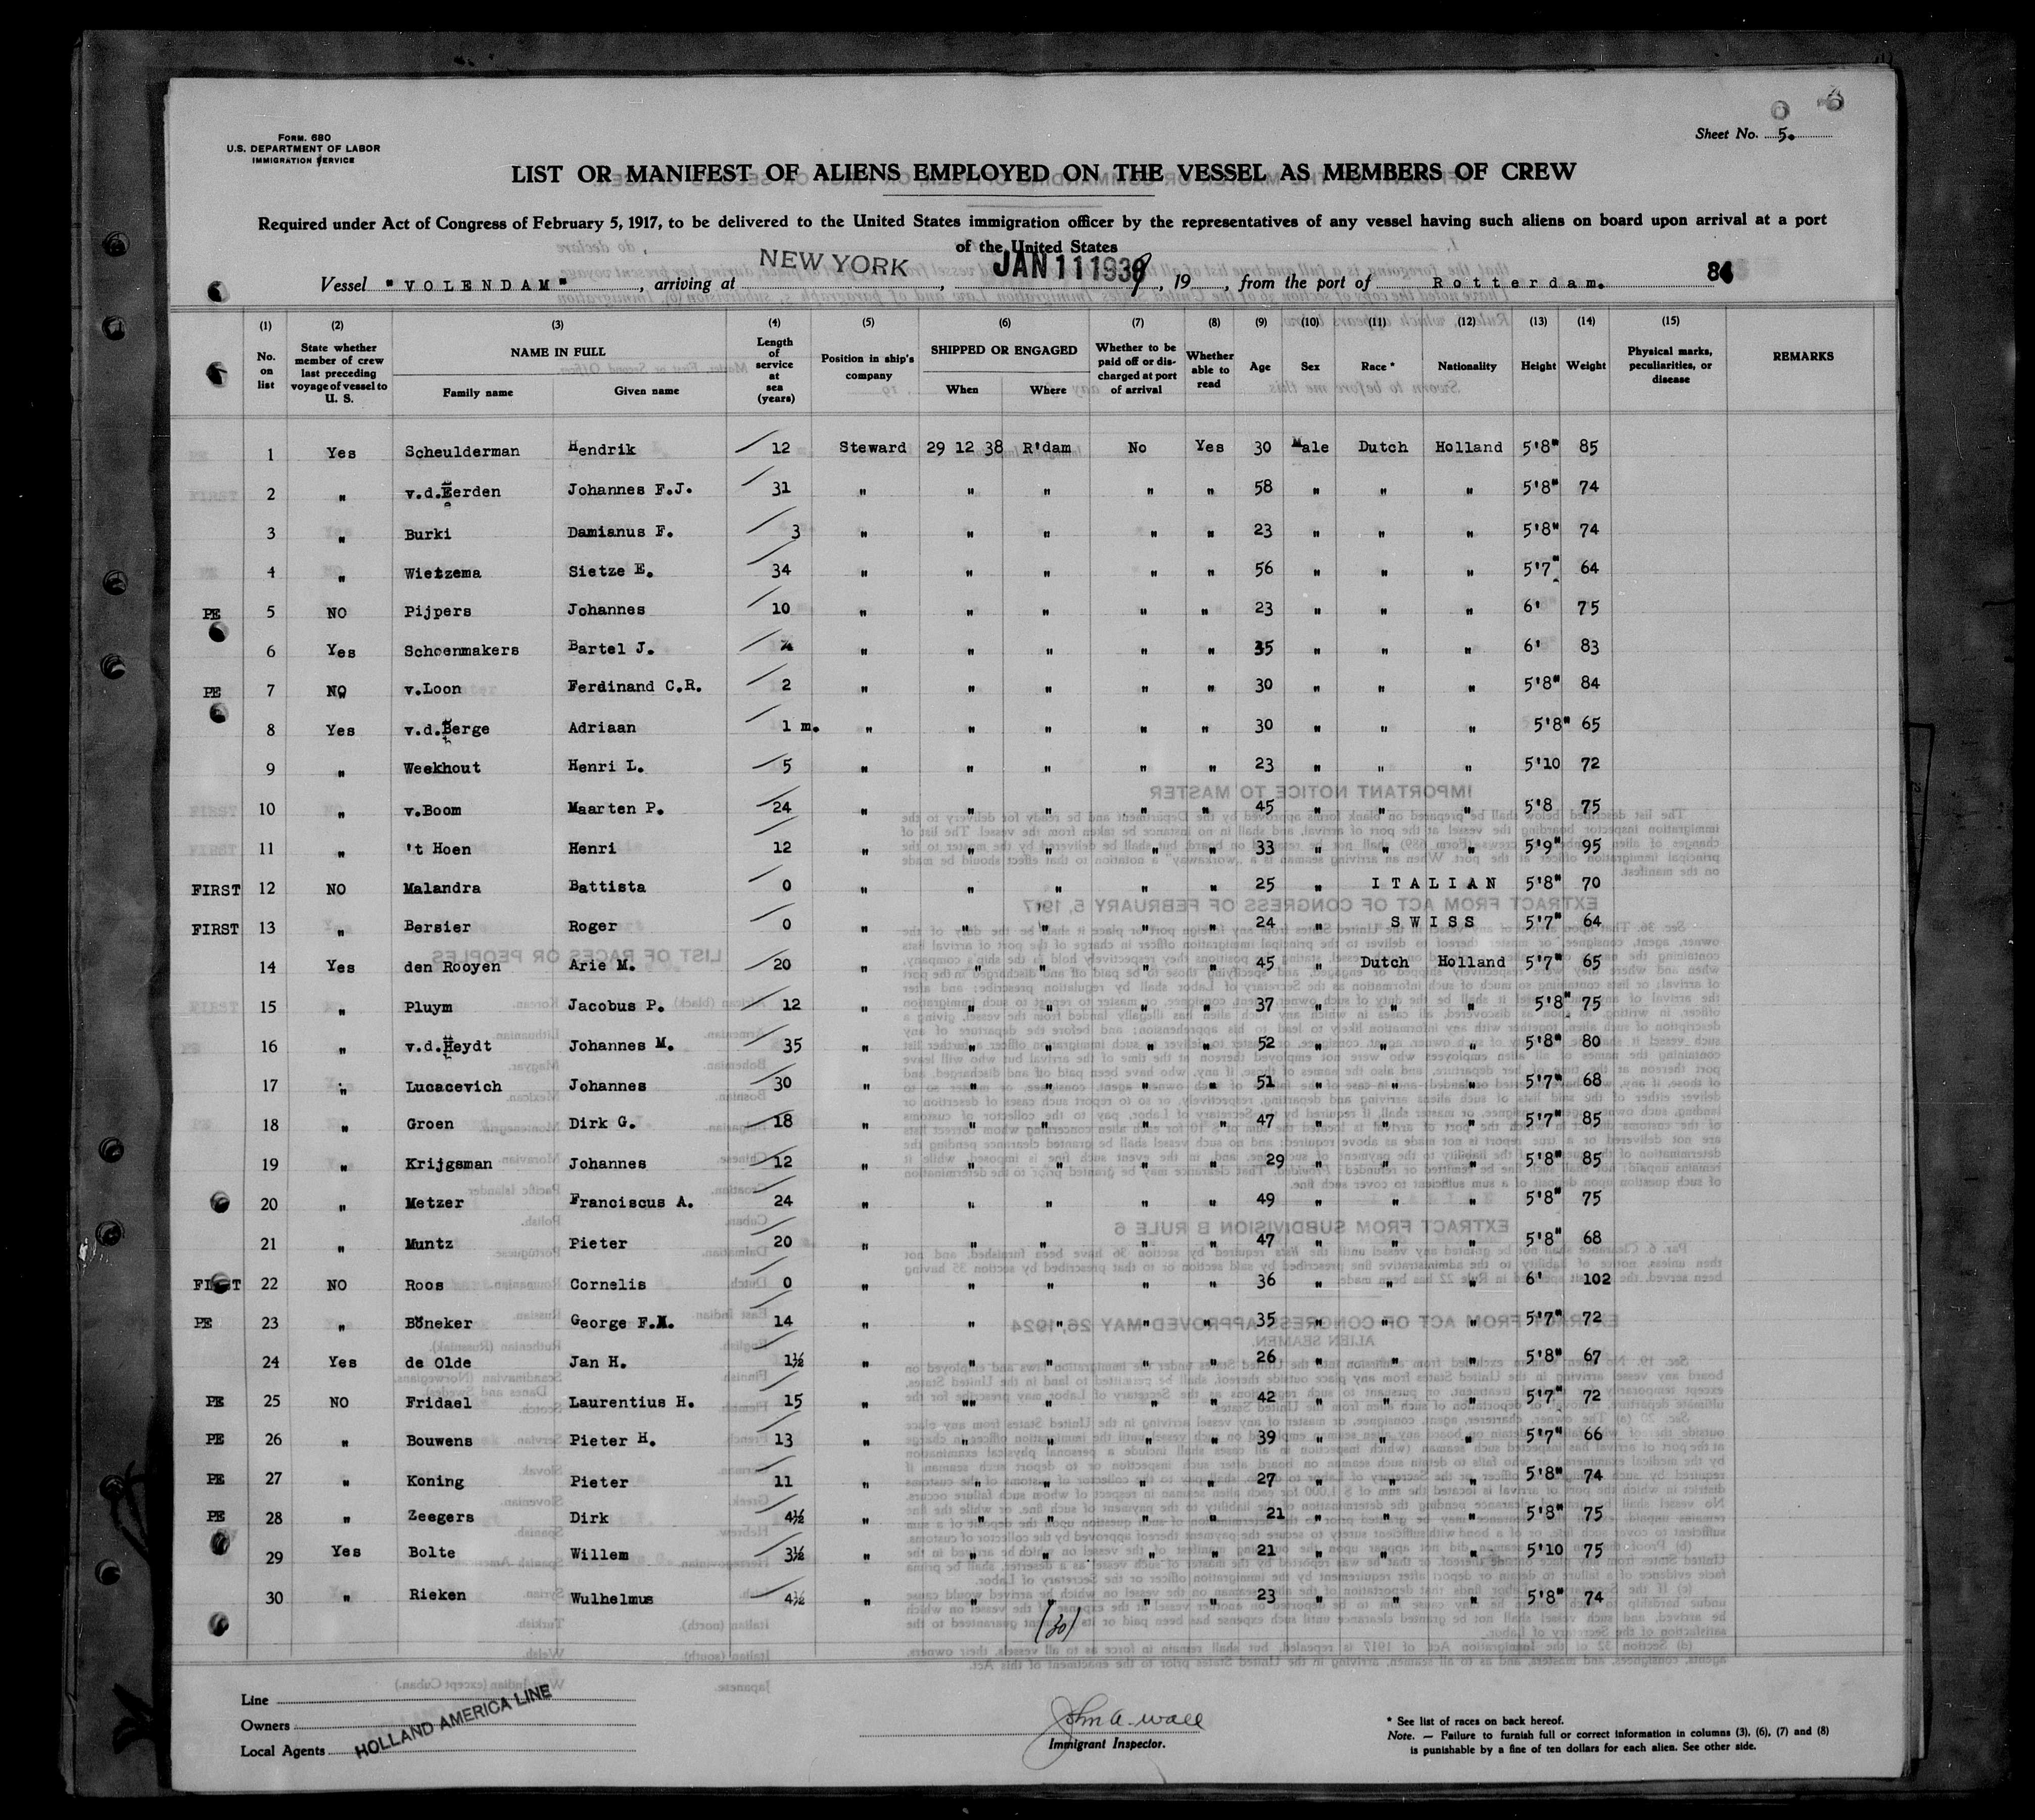 Form. 680
U.S. DEPARTMENT OF LABOR
IMMIGRATION SERVICE
Sheet No. 5.
LIST OR MANIFEST OF ALIENS EMPLOYED ON THE VESSEL AS MEMBERS OF CREW
Required under Act of Congress of February 5, 1917, to be delivered to the United States immigration officer by the representatives of any vessel having such aliens on board upon arrival at a port
of the United States
Vessel "VOLENDAM", arriving at NEW YORK, JAN 11 1939, 19, from the port of Rotterdam. 86
(1) (2) (3) (4) (5) (6) (7) (8) (9) (10) (11) (12) (13) (14) (15)
No. on list State whether member of crew last preceding voyage of vessel to U. S. NAME IN FULL Family name Given name Length of service at sea (years) Position in ship's company SHIPPED OR ENGAGED When Where Whether to be paid off or discharged at port of arrival Whether able to read Age Sex Race * Nationality Height Weight Physical marks, peculiarities, or disease REMARKS
1 Yes Scheulderman Hendrik 12 Steward 29 12 38 R'dam No Yes 30 Male Dutch Holland 5'8" 85
2 " v.d.Eerden Johannes F.J. 31 " " " " " 58 " " " 5'8" 74
3 " Burki Damianus F. 3 " " " " " 23 " " " 5'8" 74
4 " Wietzema Sietze E. 34 " " " " " 56 " " " 5'7" 64
PE 5 NO Pijpers Johannes 10 " " " " " 23 " " " 6' 75
6 Yes Schoenmakers Bartel J. " " " " " 35 " " " 6' 83
PE 7 NO v.Loon Ferdinand C.R. 2 " " " " " 30 " " " 5'8" 84
8 Yes v.d.Berge Adriaan 1 m. " " " " " 30 " " " 5'8" 65
9 " Weekhout Henri L. 5 " " " " " 23 " " " 5'10 72
10 " v.Boom Maarten P. 24 " " " " " 45 " " " 5'8 75
11 " 't Hoen Henri 12 " " " " " 33 " " " 5'9" 95
FIRST 12 NO Malandra Battista 0 " " " " " 25 " ITALIAN 5'8" 70
FIRST 13 " Bersier Roger 0 " " " " " 24 " SWISS 5'7" 64
14 Yes den Rooyen Arie M. 20 " " " " " 45 " Dutch Holland 5'7" 65
15 " Pluym Jacobus P. 12 " " " " " 37 " " " 5'8" 75
16 " v.d.Heydt Johannes M. 35 " " " " " 52 " " " 5'8" 80
17 " Lucacevich Johannes 30 " " " " " 51 " " " 5'7" 68
18 " Groen Dirk G. 18 " " " " " 47 " " " 5'7" 85
19 " Krijgsman Johannes 12 " " " " " 29 " " " 5'8" 85
20 " Metzer Franciscus A. 24 " " " " " 49 " " " 5'8" 75
21 " Muntz Pieter 20 " " " " " 47 " " " 5'8" 68
FIRST 22 NO Roos Cornelis 0 " " " " " 36 " " " 6' 102
PE 23 " Böneker George F. 14 " " " " " 35 " " " 5'7" 72
24 Yes de Olde Jan H. 1½ " " " " " 26 " " " 5'8" 67
PE 25 NO Fridael Laurentius H. 15 " " " " " 42 " " " 5'7" 72
PE 26 " Bouwens Pieter H. 13 " " " " " 39 " " " 5'7" 66
PE 27 " Koning Pieter 11 " " " " " 27 " " " 5'8" 74
PE 28 " Zeegers Dirk 4½ " " " " " 21 " " " 5'8" 75
29 Yes Bolte Willem 3½ " " " " " 21 " " " 5'10 75
30 " Rieken Wulhelmus 4½ " " " " " 23 " " " 5'8" 74
(30)
Line
Owners
Local Agents
HOLLAND AMERICA LINE
John A. Wall
Immigrant Inspector.
* See list of races on back hereof.
Note. — Failure to furnish full or correct information in columns (3), (6), (7) and (8)
is punishable by a fine of ten dollars for each alien. See other side.